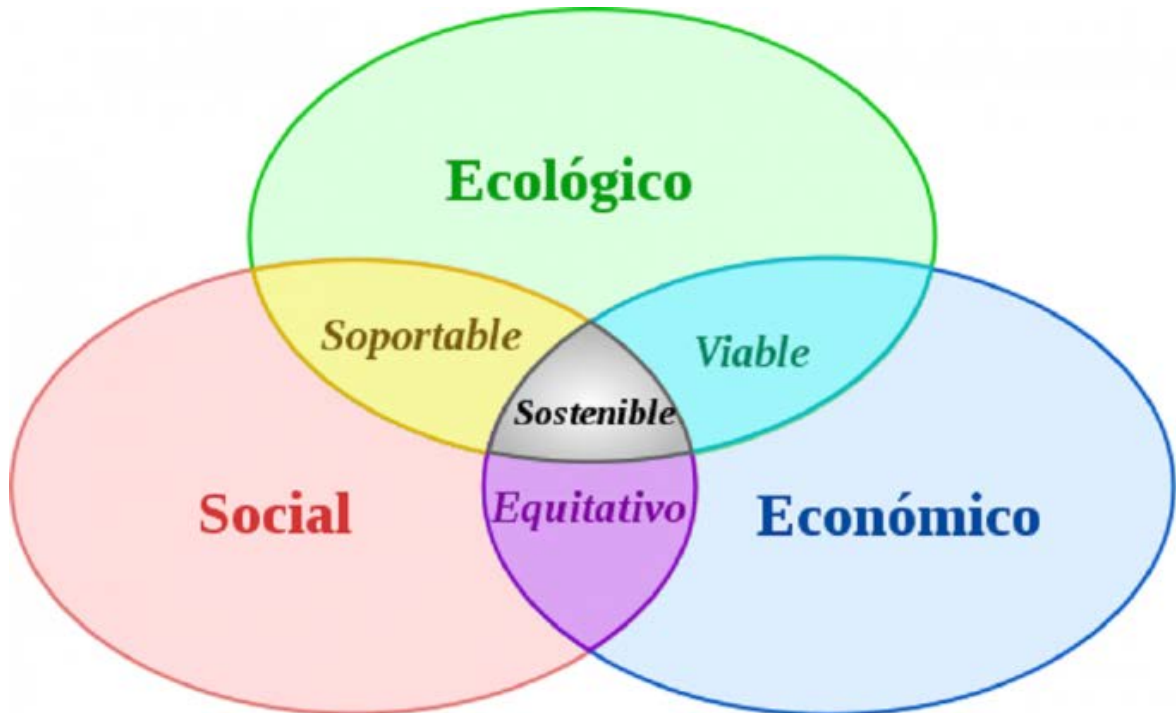 Ecológico
Soportable
Viable
Sostenible
Social
Equitativo
Económico